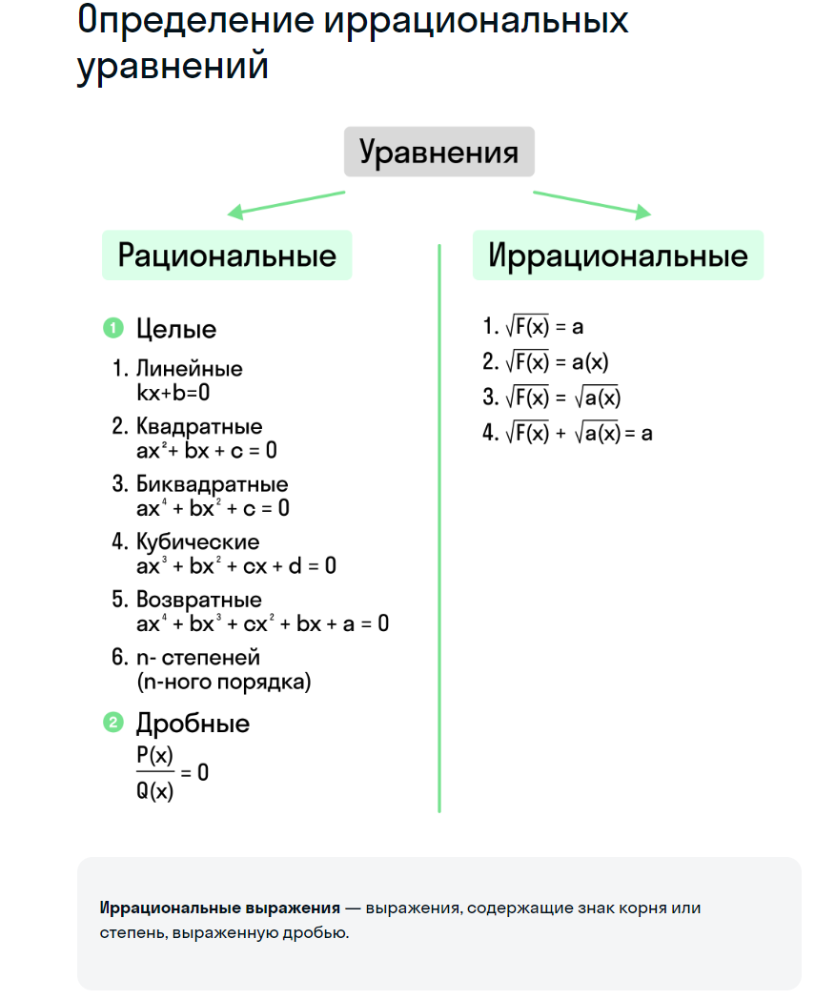 Определение иррациональных
уравнений
Уравнения
Рациональные
1 Целые
1. Линейные
kx+b=0
2. Квадратные
ax²+ bx + c = 0
3. Биквадратные
ax⁴ + bx² + c = 0
4. Кубические
ax³ + bx² + cx + d = 0
5. Возвратные
ax⁴ + bx³ + cx² + bx + a = 0
6. n- степеней
(n-ного порядка)
2 Дробные
P(x)
= 0
Q(x)
Иррациональные
1. √F(x) = a
2. √F(x) = a(x)
3. √F(x) = √a(x)
4. √F(x) + √a(x) = a
Иррациональные выражения — выражения, содержащие знак корня или
степень, выраженную дробью.